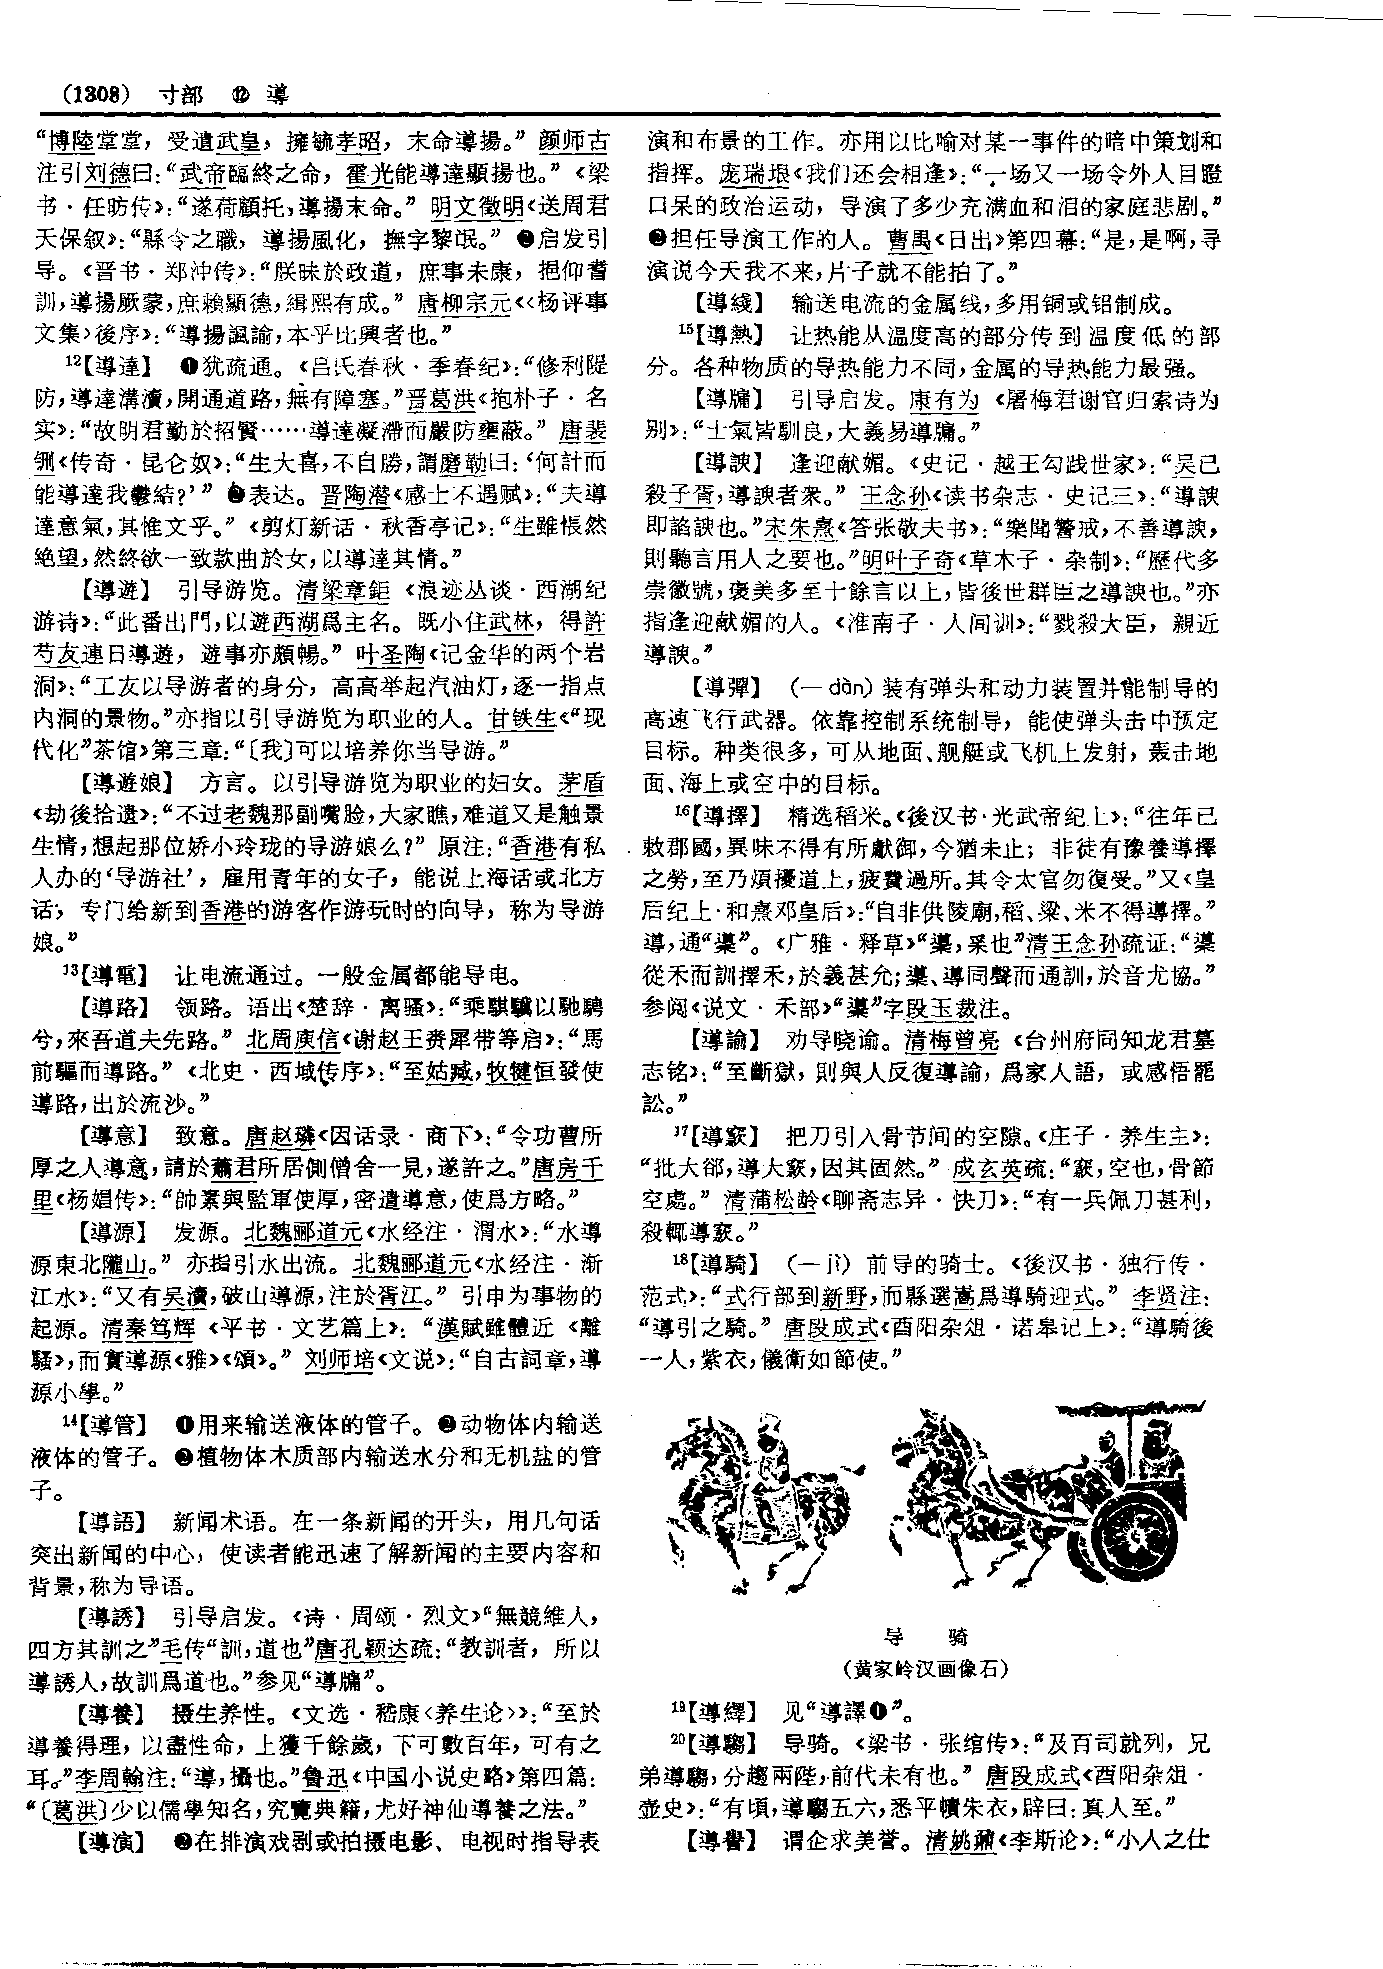 (1308) 寸部 ⑫ 導
“博陸堂堂，受遺武皇，擁毓孝昭，末命導揚。” 颜师古
注引刘德曰：“武帝臨終之命，霍光能導達顯揚也。”《梁
书·任昉传》：“遂荷顧托，導揚末命。” 明文徵明《送周君
天保叙》：“縣令之職，導揚風化，撫字黎氓。” ❷启发引
导。《晋书·郑沖传》：“朕昧於政道，庶事未康，挹仰耆
訓，導揚厥蒙，庶賴顯德，緝熙有成。” 唐柳宗元《〈杨评事
文集〉後序》：“導揚諷諭，本乎比興者也。”
12【導達】 ❶犹疏通。《吕氏春秋·季春纪》：“修利隄
防，導達溝瀆，開通道路，無有障塞。”晋葛洪《抱朴子·名
实》：“故明君勤於招賢……導達凝滯而嚴防壅蔽。” 唐裴
铏《传奇·昆仑奴》：“生大喜，不自勝，謂磨勒曰：‘何計而
能導達我鬱結？’” ❷表达。晋陶潜《感士不遇赋》：“夫導
達意氣，其惟文乎。”《剪灯新话·秋香亭记》：“生雖悵然
絶望，然終欲一致款曲於女，以導達其情。”
【導遊】 引导游览。清梁章鉅《浪迹丛谈·西湖纪
游诗》：“此番出門，以遊西湖爲主名。既小住武林，得許
芍友連日導遊，遊事亦頗暢。” 叶圣陶《记金华的两个岩
洞》：“工友以导游者的身分，高高举起汽油灯，逐一指点
内洞的景物。”亦指以引导游览为职业的人。甘铁生《“现
代化”茶馆》第三章：“〔我〕可以培养你当导游。”
【導遊娘】 方言。以引导游览为职业的妇女。茅盾
《劫後拾遗》：“不过老魏那副嘴脸，大家瞧，难道又是触景
生情，想起那位娇小玲珑的导游娘么？” 原注：“香港有私
人办的‘导游社’，雇用青年的女子，能说上海话或北方
话，专门给新到香港的游客作游玩时的向导，称为导游
娘。”
13【導電】 让电流通过。一般金属都能导电。
【導路】 领路。语出《楚辞·离骚》：“乘騏驥以馳騁
兮，來吾道夫先路。” 北周庾信《谢赵王赉犀带等启》：“馬
前驅而導路。”《北史·西域传序》：“至姑臧，牧犍恒發使
導路，出於流沙。”
【導意】 致意。唐赵璘《因话录·商下》：“令功曹所
厚之人導意，請於蕭君所居側僧舍一見，遂許之。”唐房千
里《杨娼传》：“帥素與監軍使厚，密遣導意，使爲方略。”
【導源】 发源。北魏郦道元《水经注·渭水》：“水導
源東北隴山。” 亦指引水出流。北魏郦道元《水经注·渐
江水》：“又有吴瀆，破山導源，注於胥江。” 引申为事物的
起源。清秦笃辉《平书·文艺篇上》：“漢賦雖體近《離
騷》，而實導源《雅》《頌》。” 刘师培《文说》：“自古詞章，導
源小學。”
14【導管】 ❶用来输送液体的管子。❷动物体内输送
液体的管子。❸植物体木质部内输送水分和无机盐的管
子。
【導語】 新闻术语。在一条新闻的开头，用几句话
突出新闻的中心，使读者能迅速了解新闻的主要内容和
背景，称为导语。
【導誘】 引导启发。《诗·周颂·烈文》“無競維人，
四方其訓之”毛传“訓，道也”唐孔颖达疏：“教訓者，所以
導誘人，故訓爲道也。”参见“導牖”。
【導養】 摄生养性。《文选·嵇康〈养生论〉》：“至於
導養得理，以盡性命，上獲千餘歲，下可數百年，可有之
耳。”李周翰注：“導，攝也。”鲁迅《中国小说史略》第四篇：
“〔葛洪〕少以儒學知名，究覽典籍，尤好神仙導養之法。”
【導演】 ❶在排演戏剧或拍摄电影、电视时指导表
演和布景的工作。亦用以比喻对某一事件的暗中策划和
指挥。庞瑞垠《我们还会相逢》：“一场又一场令外人目瞪
口呆的政治运动，导演了多少充满血和泪的家庭悲剧。”
❷担任导演工作的人。曹禺《日出》第四幕：“是，是啊，导
演说今天我不来，片子就不能拍了。”
【導綫】 输送电流的金属线，多用铜或铝制成。
15【導熱】 让热能从温度高的部分传到温度低的部
分。各种物质的导热能力不同，金属的导热能力最强。
【導牖】 引导启发。康有为《屠梅君谢官归索诗为
别》：“士氣皆馴良，大義易導牖。”
【導諛】 逢迎献媚。《史记·越王勾践世家》：“吴已
殺子胥，導諛者衆。” 王念孙《读书杂志·史记三》：“導諛
即諂諛也。”宋朱熹《答张敬夫书》：“樂聞警戒，不善導諛，
則聽言用人之要也。”明叶子奇《草木子·杂制》：“歷代多
崇徽號，褒美多至十餘言以上，皆後世群臣之導諛也。”亦
指逢迎献媚的人。《淮南子·人间训》：“戮殺大臣，親近
導諛。”
【導彈】 （—dàn）装有弹头和动力装置并能制导的
高速飞行武器。依靠控制系统制导，能使弹头击中预定
目标。种类很多，可从地面、舰艇或飞机上发射，轰击地
面、海上或空中的目标。
16【導擇】 精选稻米。《後汉书·光武帝纪上》：“往年已
敕郡國，異味不得有所獻御，今猶未止；非徒有豫養導擇
之勞，至乃煩擾道上，疲費過所。其令太官勿復受。”又《皇
后纪上·和熹邓皇后》：“自非供陵廟，稻、粱、米不得導擇。”
導，通“䆃”。《广雅·释草》“䆃，采也”清王念孙疏证：“䆃
從禾而訓擇禾，於義甚允；䆃、導同聲而通訓，於音尤協。”
参阅《说文·禾部》“䆃”字段玉裁注。
【導諭】 劝导晓谕。清梅曾亮《台州府同知龙君墓
志铭》：“至斷獄，則與人反復導諭，爲家人語，或感悟罷
訟。”
17【導窾】 把刀引入骨节间的空隙。《庄子·养生主》：
“批大郤，導大窾，因其固然。” 成玄英疏：“窾，空也，骨節
空處。” 清蒲松龄《聊斋志异·快刀》：“有一兵佩刀甚利，
殺輒導窾。”
18【導騎】 （—jì）前导的骑士。《後汉书·独行传·
范式》：“式行部到新野，而縣選嵩爲導騎迎式。” 李贤注：
“導引之騎。” 唐段成式《酉阳杂俎·诺皋记上》：“導騎後
一人，紫衣，儀衛如節使。”
导 骑
（黄家岭汉画像石）
19【導繹】 见“導譯❶”。
20【導騶】 导骑。《梁书·张绾传》：“及百司就列，兄
弟導騶，分趨兩陛，前代未有也。” 唐段成式《酉阳杂俎·
壶史》：“有頃，導騶五六，悉平幘朱衣，辟曰：真人至。”
【導譽】 谓企求美誉。清姚鼐《李斯论》：“小人之仕